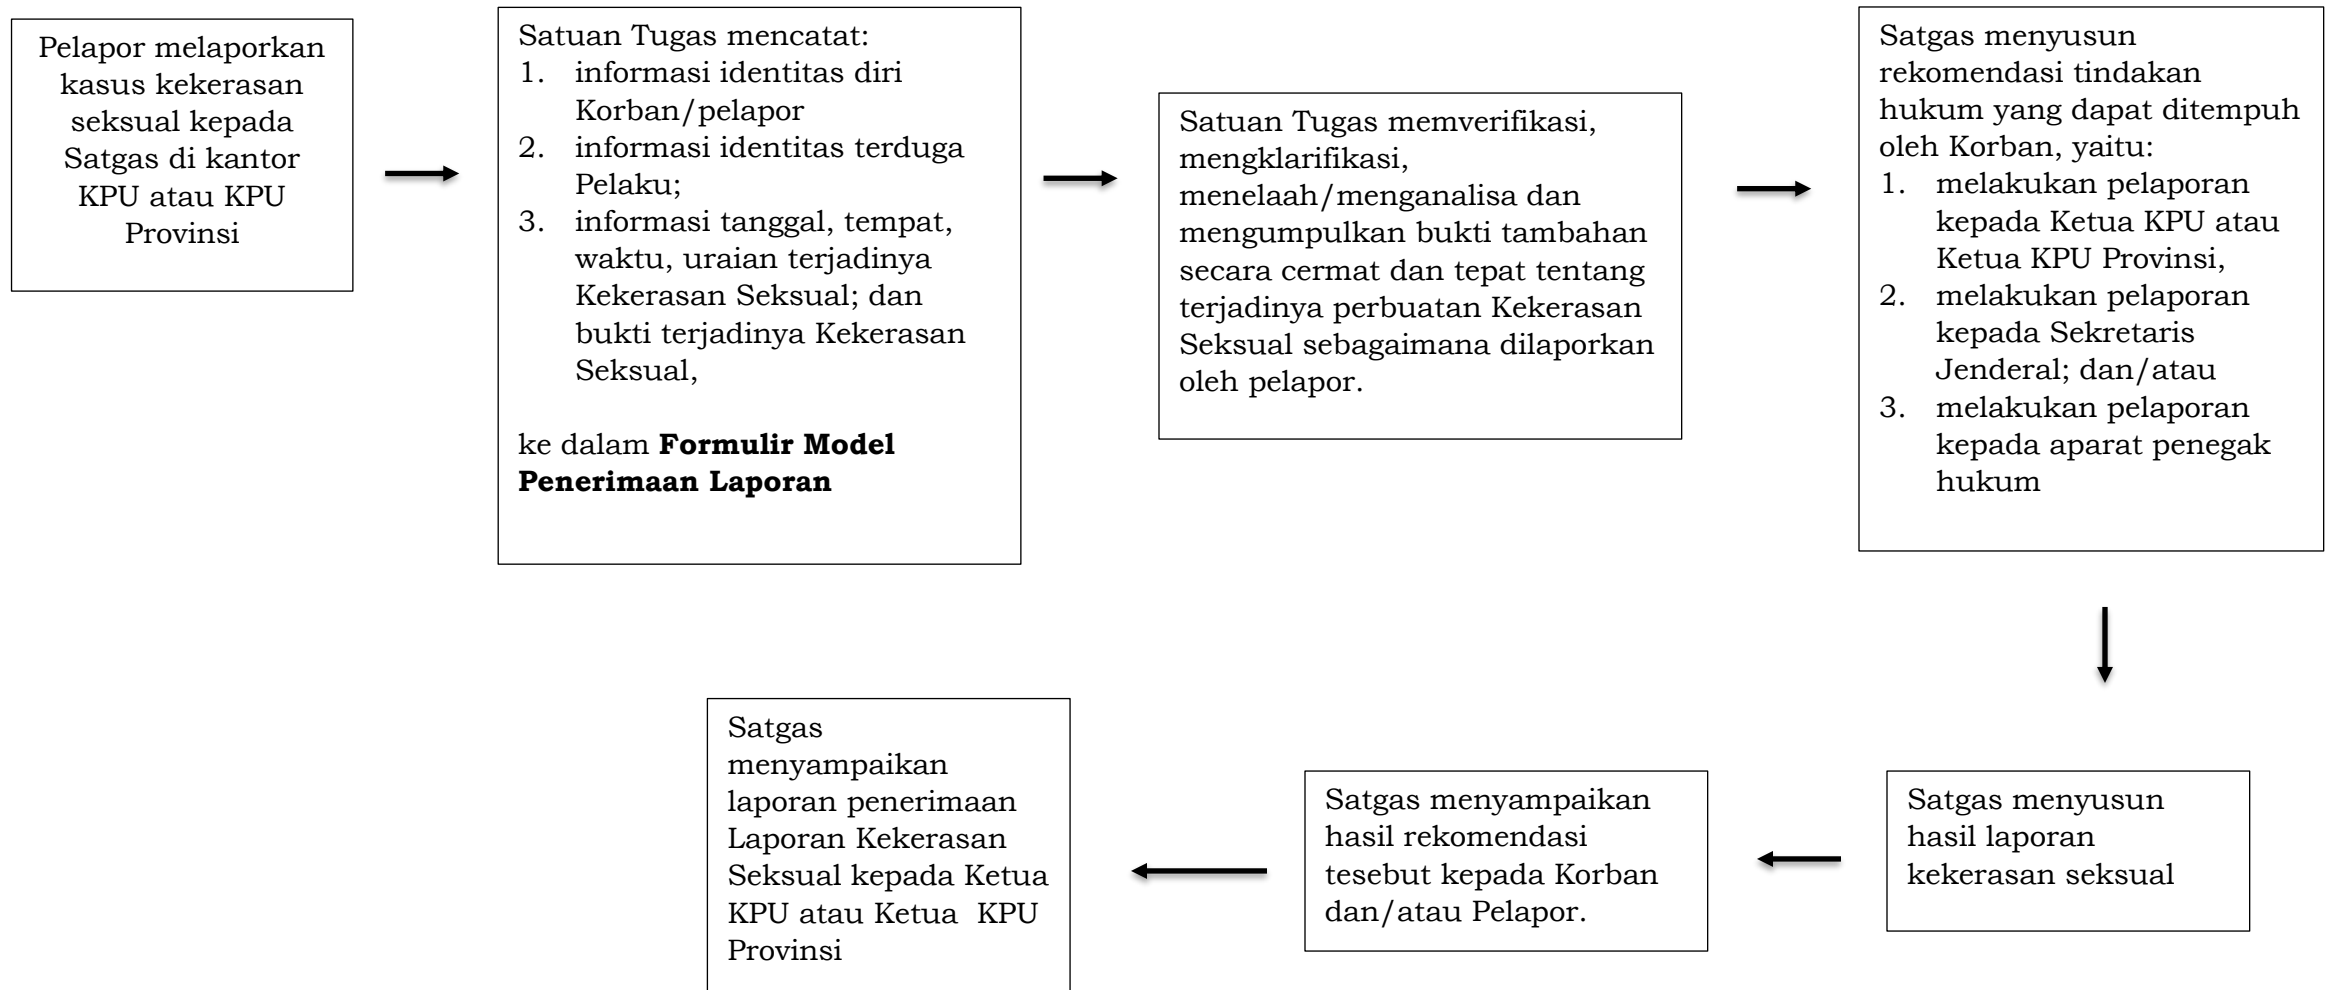 Pelapor melaporkan
kasus kekerasan
seksual kepada
Satgas di kantor
KPU atau KPU
Provinsi
Satuan Tugas mencatat:
1. informasi identitas diri
Korban/pelapor
2. informasi identitas terduga
Pelaku;
3. informasi tanggal, tempat,
waktu, uraian terjadinya
Kekerasan Seksual; dan
bukti terjadinya Kekerasan
Seksual,
ke dalam Formulir Model
Penerimaan Laporan
Satuan Tugas memverifikasi,
mengklarifikasi,
menelaah/menganalisa dan
mengumpulkan bukti tambahan
secara cermat dan tepat tentang
terjadinya perbuatan Kekerasan
Seksual sebagaimana dilaporkan
oleh pelapor.
Satgas menyusun
rekomendasi tindakan
hukum yang dapat ditempuh
oleh Korban, yaitu:
1. melakukan pelaporan
kepada Ketua KPU atau
Ketua KPU Provinsi,
2. melakukan pelaporan
kepada Sekretaris
Jenderal; dan/atau
3. melakukan pelaporan
kepada aparat penegak
hukum
Satgas menyusun
hasil laporan
kekerasan seksual
Satgas menyampaikan
hasil rekomendasi
tesebut kepada Korban
dan/atau Pelapor.
Satgas
menyampaikan
laporan penerimaan
Laporan Kekerasan
Seksual kepada Ketua
KPU atau Ketua  KPU
Provinsi